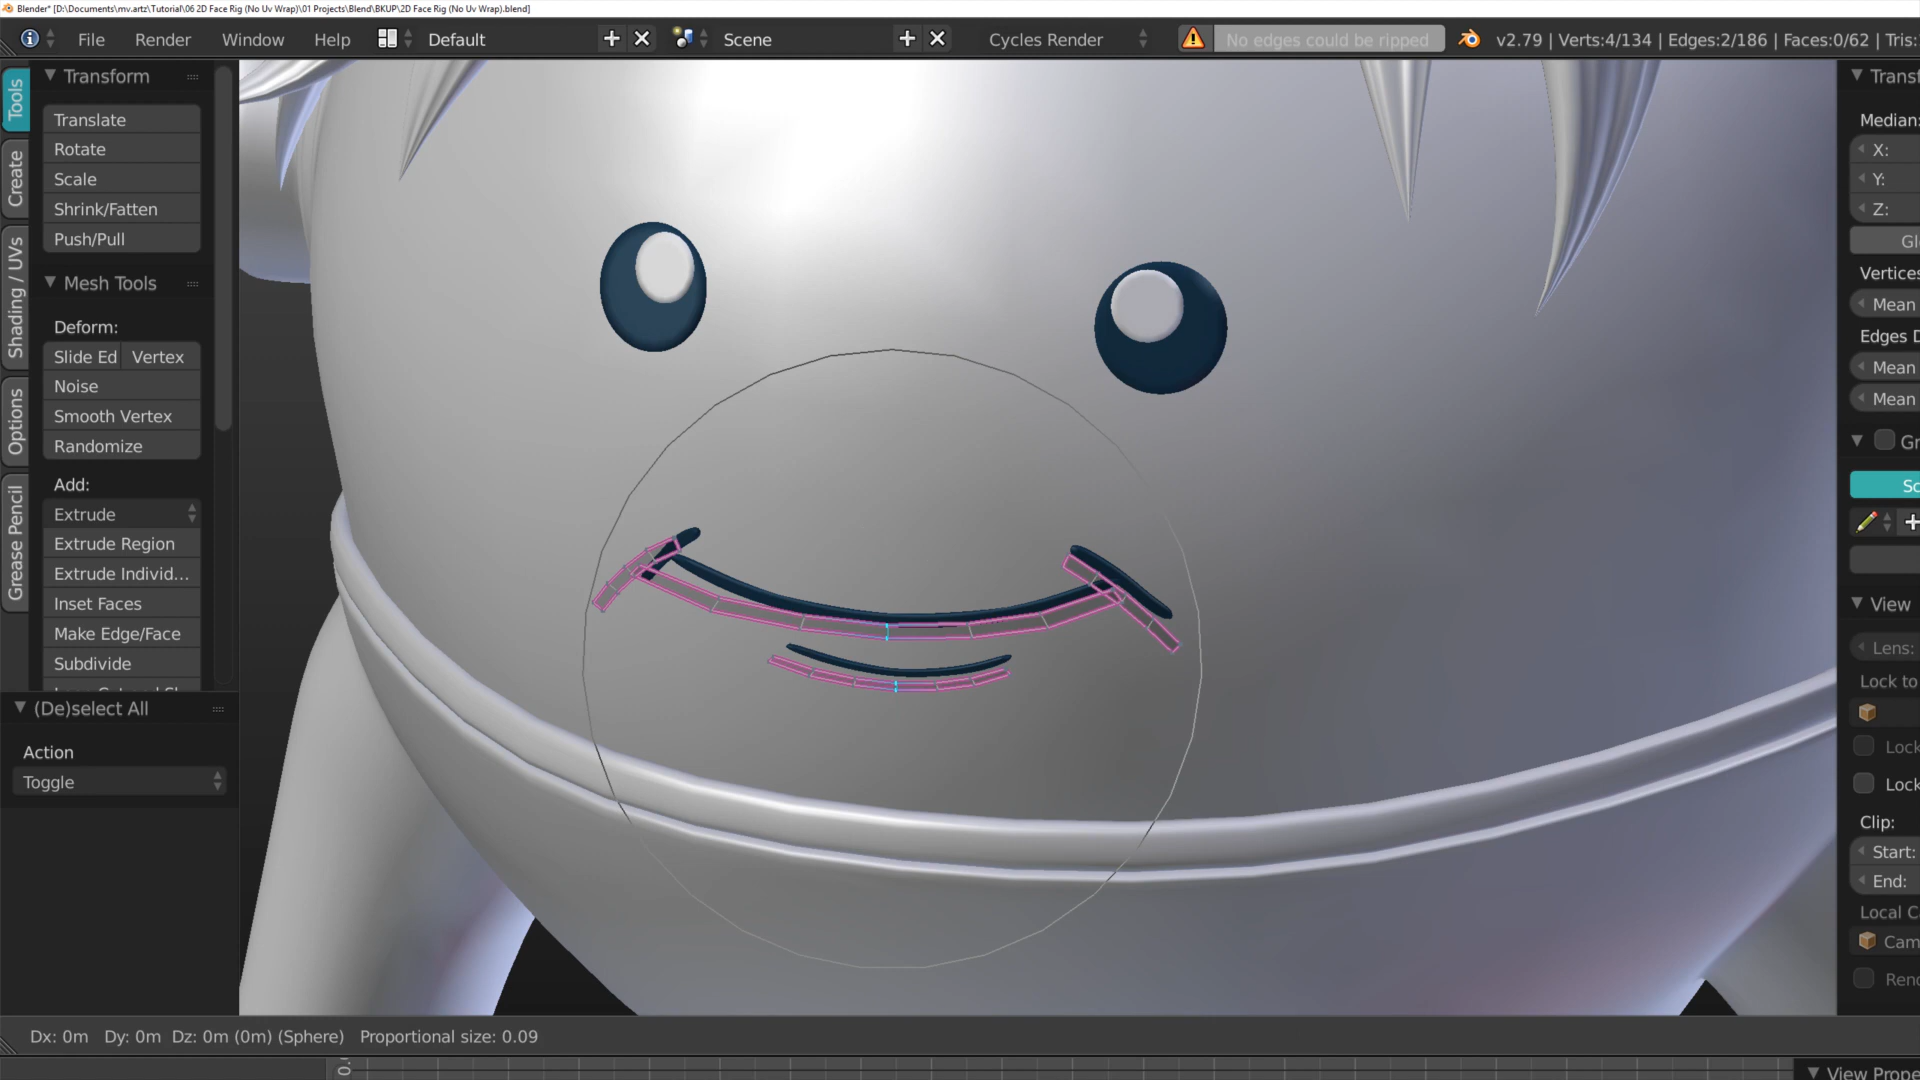 Blender* [D:\Documents\mv.artz\Tutorial\06 2D Face Rig (No Uv Wrap)\01 Projects\Blend\BKUP\2D Face Rig (No Uv Wrap).blend]
File Render Window Help Default Scene Cycles Render No edges could be ripped v2.79 | Verts:4/134 | Edges:2/186 | Faces:0/62 | Tris:
Tools
Create
Shading / UVs
Options
Grease Pencil
Transform
Translate
Rotate
Scale
Shrink/Fatten
Push/Pull
Mesh Tools
Deform:
Slide Ed Vertex
Noise
Smooth Vertex
Randomize
Add:
Extrude
Extrude Region
Extrude Individ...
Inset Faces
Make Edge/Face
Subdivide
(De)select All
Action
Toggle
Transf
Median:
X:
Y:
Z:
Gl
Vertices
Mean
Edges D
Mean
Mean
Gr
Sc
View
Lens:
Lock to
Lock
Lock
Clip:
Start:
End:
Local C
Cam
Rend
Dx: 0m Dy: 0m Dz: 0m (0m) (Sphere) Proportional size: 0.09
View Prope